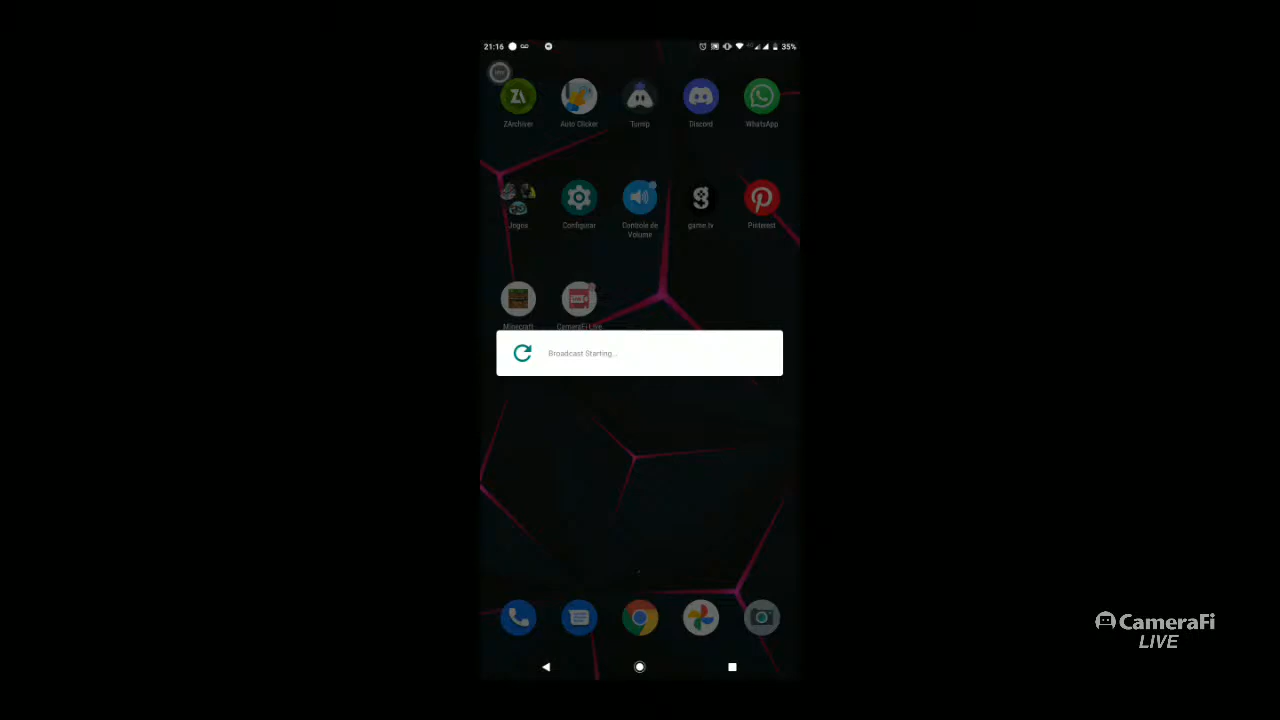 21:16
35%
ZArchiver
Auto Clicker
Turnip
Discord
WhatsApp
Jogos
Configurar
Controle de
Volume
game.tv
Pinterest
Minecraft
CameraFi Live
Broadcast Starting...
CameraFi
LIVE